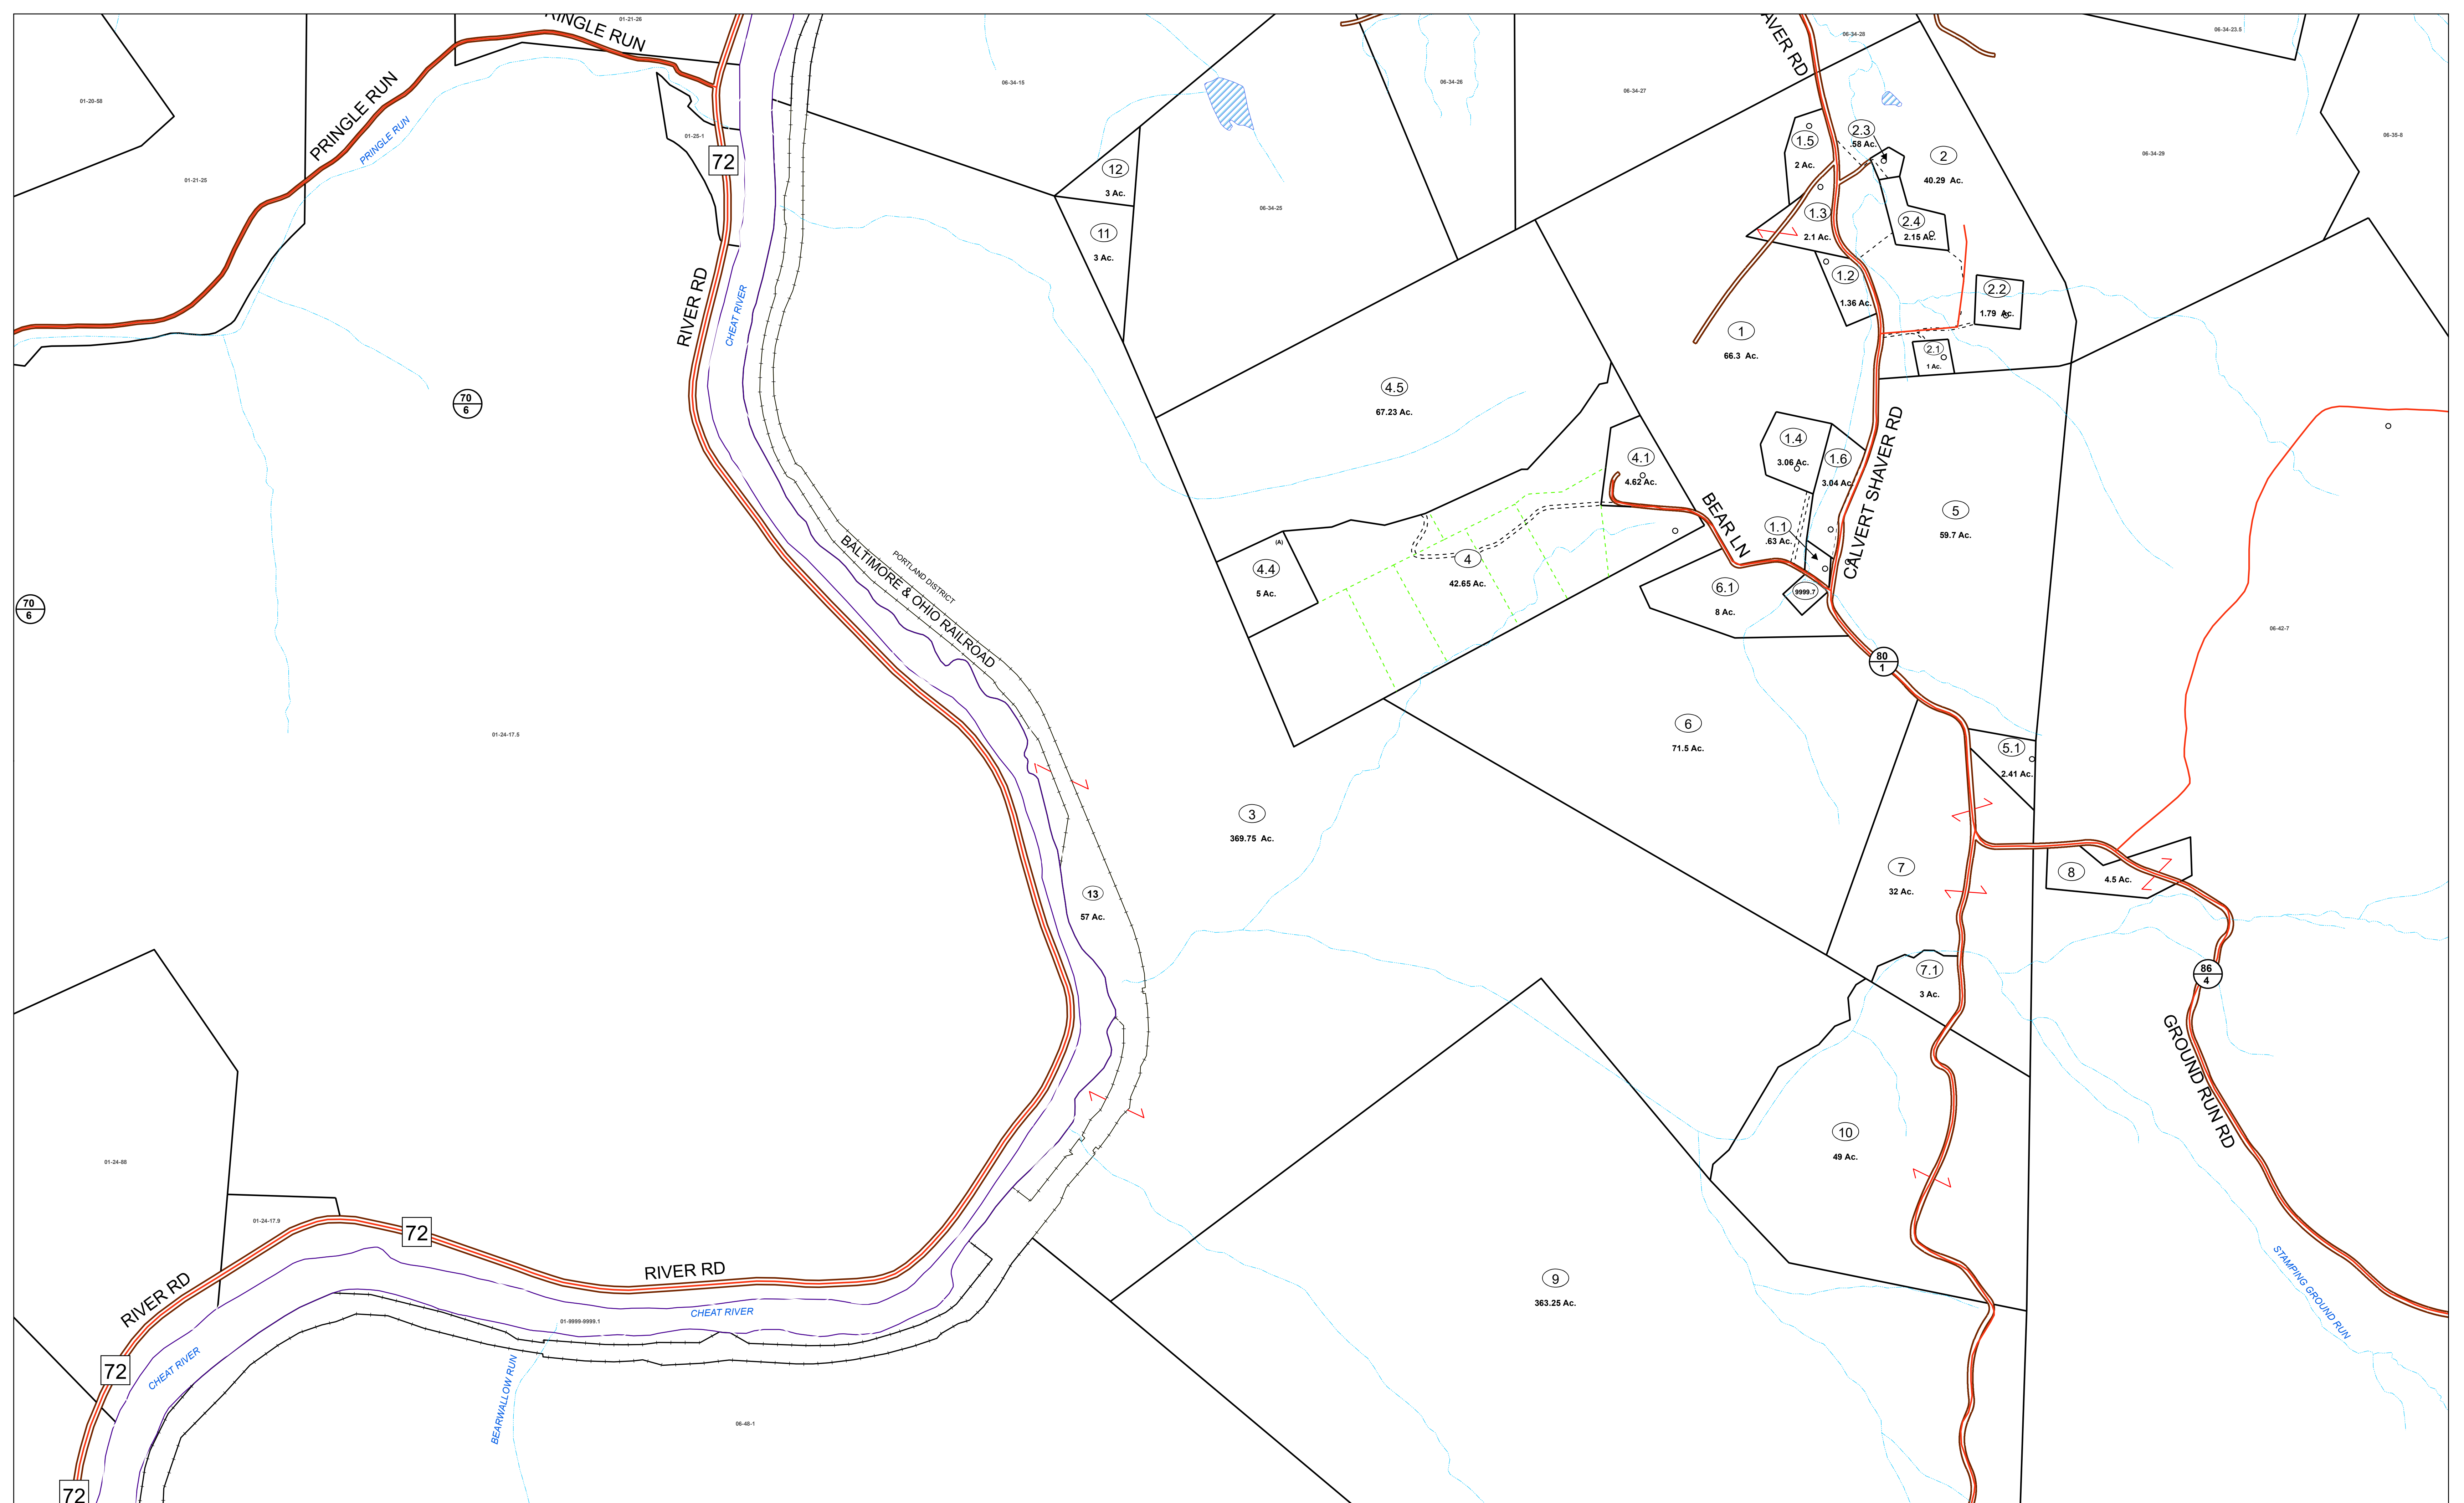 RINGLE RUN
01-21-26
AVER RD
06-34-28
06-34-23.5
01-20-58
PRINGLE RUN
PRINGLE RUN
06-34-15
06-34-26
06-34-27
01-25-1
72
12
3 Ac.
1.5
2 Ac.
2.3
.58 Ac.
2
40.29 Ac.
06-34-29
06-35-8
01-21-25
06-34-25
11
3 Ac.
1.3
2.1 Ac.
2.4
2.15 Ac.
RIVER RD
CHEAT RIVER
1.2
1.36 Ac.
2.2
1.79 Ac.
1
66.3 Ac.
2.1
1 Ac.
70
6
4.5
67.23 Ac.
1.4
3.06 Ac.
4.1
4.62 Ac.
1.6
3.04 Ac.
CALVERT SHAVER RD
BEAR LN
5
59.7 Ac.
1.1
.63 Ac.
PORTLAND DISTRICT
BALTIMORE & OHIO RAILROAD
(A)
4.4
5 Ac.
4
42.65 Ac.
6.1
8 Ac.
9999.7
70
6
06-42-7
80
1
01-24-17.5
6
71.5 Ac.
5.1
2.41 Ac.
3
369.75 Ac.
13
57 Ac.
7
32 Ac.
8
4.5 Ac.
7.1
3 Ac.
86
4
GROUND RUN RD
10
49 Ac.
01-24-88
01-24-17.9
72
RIVER RD
RIVER RD
CHEAT RIVER
01-9999-9999.1
9
363.25 Ac.
STAMPING GROUND RUN
72
CHEAT RIVER
BEARWALLOW RUN
06-48-1
72